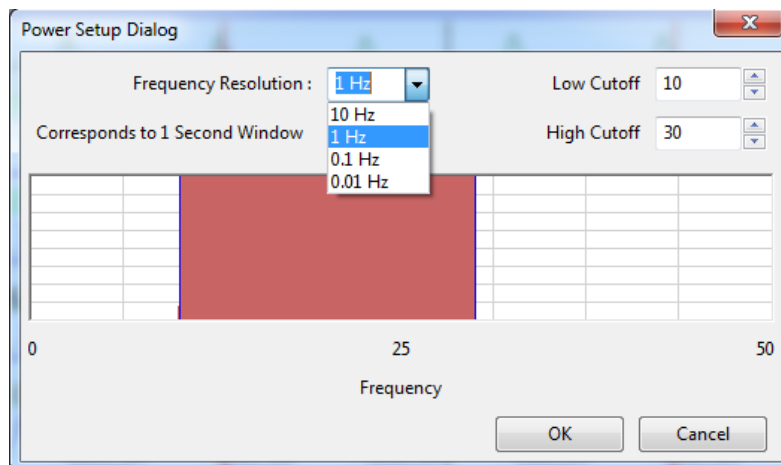 Power Setup Dialog
Frequency Resolution : 1 Hz Low Cutoff 10
10 Hz
Corresponds to 1 Second Window 1 Hz High Cutoff 30
0.1 Hz
0.01 Hz
0 25 50
Frequency
OK Cancel